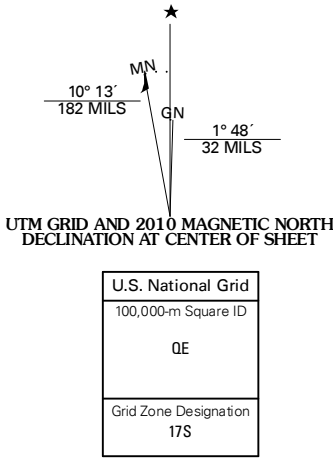 ★
MN
10° 13´
182 MILS
GN
1° 48´
32 MILS
UTM GRID AND 2010 MAGNETIC NORTH
DECLINATION AT CENTER OF SHEET
U.S. National Grid
100,000-m Square ID
QE
Grid Zone Designation
17S